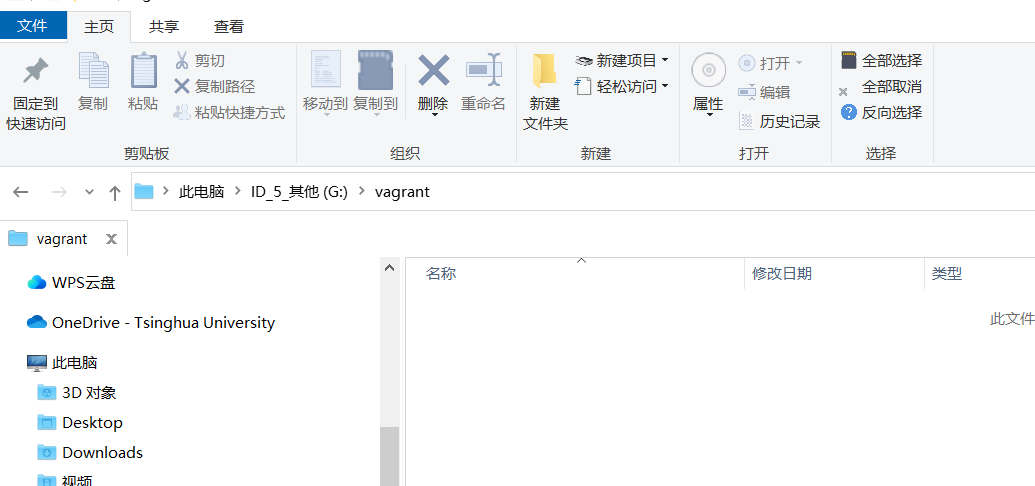 文件 主页 共享 查看
固定到快速访问
复制
粘贴
剪切
复制路径
粘贴快捷方式
剪贴板
移动到
复制到
删除
重命名
组织
新建
文件夹
新建项目
轻松访问
新建
属性
打开
编辑
历史记录
打开
全部选择
全部取消
反向选择
选择
此电脑 ID_5_其他 (G:) vagrant
vagrant
WPS云盘
OneDrive - Tsinghua University
此电脑
3D 对象
Desktop
Downloads
视频
名称 修改日期 类型
此文件